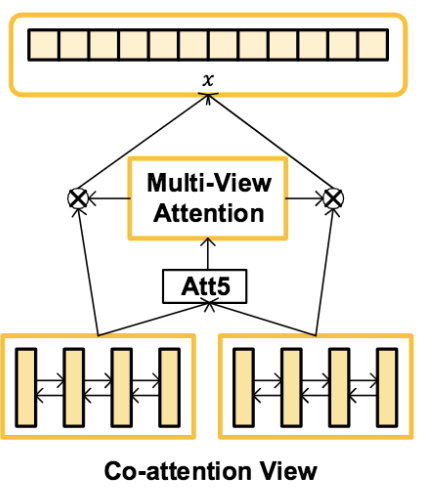 x
Multi-View
Attention
Att5
Co-attention View